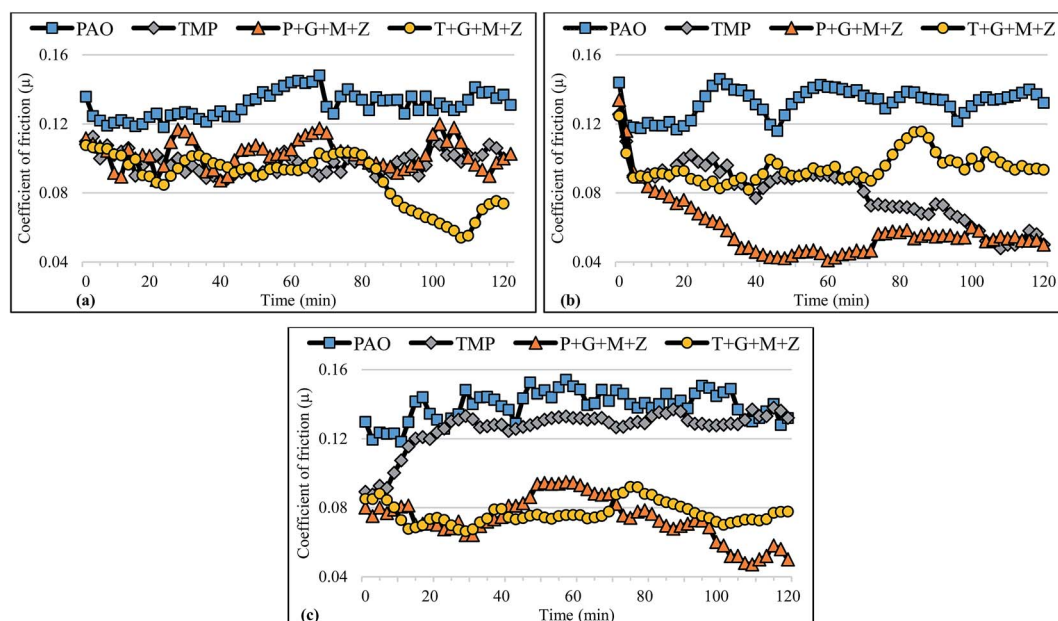 PAO TMP P+G+M+Z T+G+M+Z
0.16
0.12
0.08
0.04
Coefficient of friction (μ)
0 20 40 60 80 100 120
(a) Time (min)
PAO TMP P+G+M+Z T+G+M+Z
0.16
0.12
0.08
0.04
Coefficient of friction (μ)
0 20 40 60 80 100 120
(b) Time (min)
PAO TMP P+G+M+Z T+G+M+Z
0.16
0.12
0.08
0.04
Coefficient of friction (μ)
0 20 40 60 80 100 120
(c) Time (min)